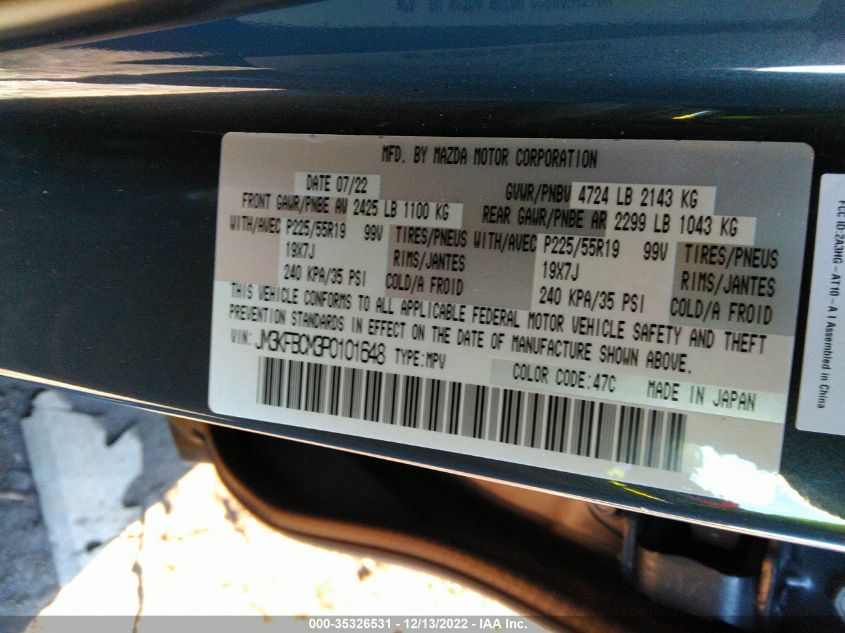 MFD. BY MAZDA MOTOR CORPORATION
DATE 07/22
GVWR/PNBV 4724 LB 2143 KG
FRONT GAWR/PNBE AV 2425 LB 1100 KG
REAR GAWR/PNBE AR 2299 LB 1043 KG
WITH/AVEC P225/55R19 99V TIRES/PNEUS
19X7J RIMS/JANTES
240 KPA/35 PSI COLD/A FROID
WITH/AVEC P225/55R19 99V TIRES/PNEUS
19X7J RIMS/JANTES
240 KPA/35 PSI COLD/A FROID
THIS VEHICLE CONFORMS TO ALL APPLICABLE FEDERAL MOTOR VEHICLE SAFETY AND THEFT
PREVENTION STANDARDS IN EFFECT ON THE DATE OF MANUFACTURE SHOWN ABOVE.
VIN: JM3KFBCM3P0101648 TYPE:MPV
COLOR CODE:47C MADE IN JAPAN
FCC ID:2A3HG-AT10-A1 Assembled in China
000-35326531 - 12/13/2022 - IAA Inc.